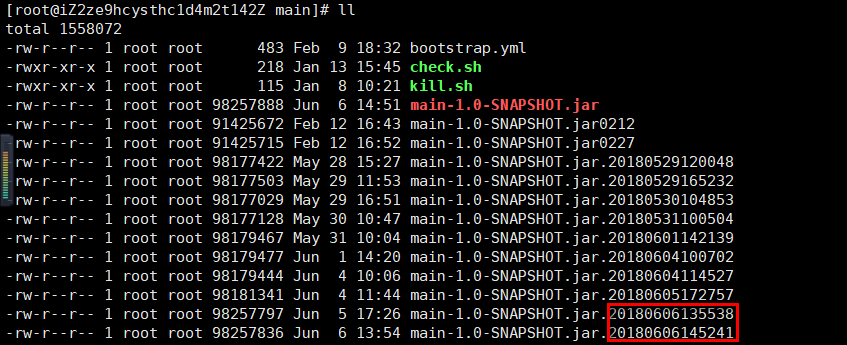 [root@iZ2ze9hcysthc1d4m2t142Z main]# ll
total 1558072
-rw-r--r-- 1 root root      483 Feb  9 18:32 bootstrap.yml
-rwxr-xr-x 1 root root      218 Jan 13 15:45 check.sh
-rwxr-xr-x 1 root root      115 Jan  8 10:21 kill.sh
-rw-r--r-- 1 root root 98257888 Jun  6 14:51 main-1.0-SNAPSHOT.jar
-rw-r--r-- 1 root root 91425672 Feb 12 16:43 main-1.0-SNAPSHOT.jar0212
-rw-r--r-- 1 root root 91425715 Feb 12 16:52 main-1.0-SNAPSHOT.jar0227
-rw-r--r-- 1 root root 98177422 May 28 15:27 main-1.0-SNAPSHOT.jar.20180529120048
-rw-r--r-- 1 root root 98177503 May 29 11:53 main-1.0-SNAPSHOT.jar.20180529165232
-rw-r--r-- 1 root root 98177029 May 29 16:51 main-1.0-SNAPSHOT.jar.20180530104853
-rw-r--r-- 1 root root 98177128 May 30 10:47 main-1.0-SNAPSHOT.jar.20180531100504
-rw-r--r-- 1 root root 98179467 May 31 10:04 main-1.0-SNAPSHOT.jar.20180601142139
-rw-r--r-- 1 root root 98179477 Jun  1 14:20 main-1.0-SNAPSHOT.jar.20180604100702
-rw-r--r-- 1 root root 98179444 Jun  4 10:06 main-1.0-SNAPSHOT.jar.20180604114527
-rw-r--r-- 1 root root 98181341 Jun  4 11:44 main-1.0-SNAPSHOT.jar.20180605172757
-rw-r--r-- 1 root root 98257797 Jun  5 17:26 main-1.0-SNAPSHOT.jar.20180606135538
-rw-r--r-- 1 root root 98257836 Jun  6 13:54 main-1.0-SNAPSHOT.jar.20180606145241